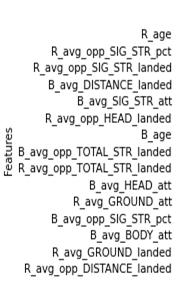 R_age
R_avg_opp_SIG_STR_pct
R_avg_opp_SIG_STR_landed
B_avg_DISTANCE_landed
B_avg_SIG_STR_att
R_avg_opp_HEAD_landed
B_age
B_avg_opp_TOTAL_STR_landed
R_avg_opp_TOTAL_STR_landed
B_avg_HEAD_att
R_avg_GROUND_att
B_avg_opp_SIG_STR_pct
B_avg_BODY_att
R_avg_GROUND_landed
R_avg_opp_DISTANCE_landed
Features